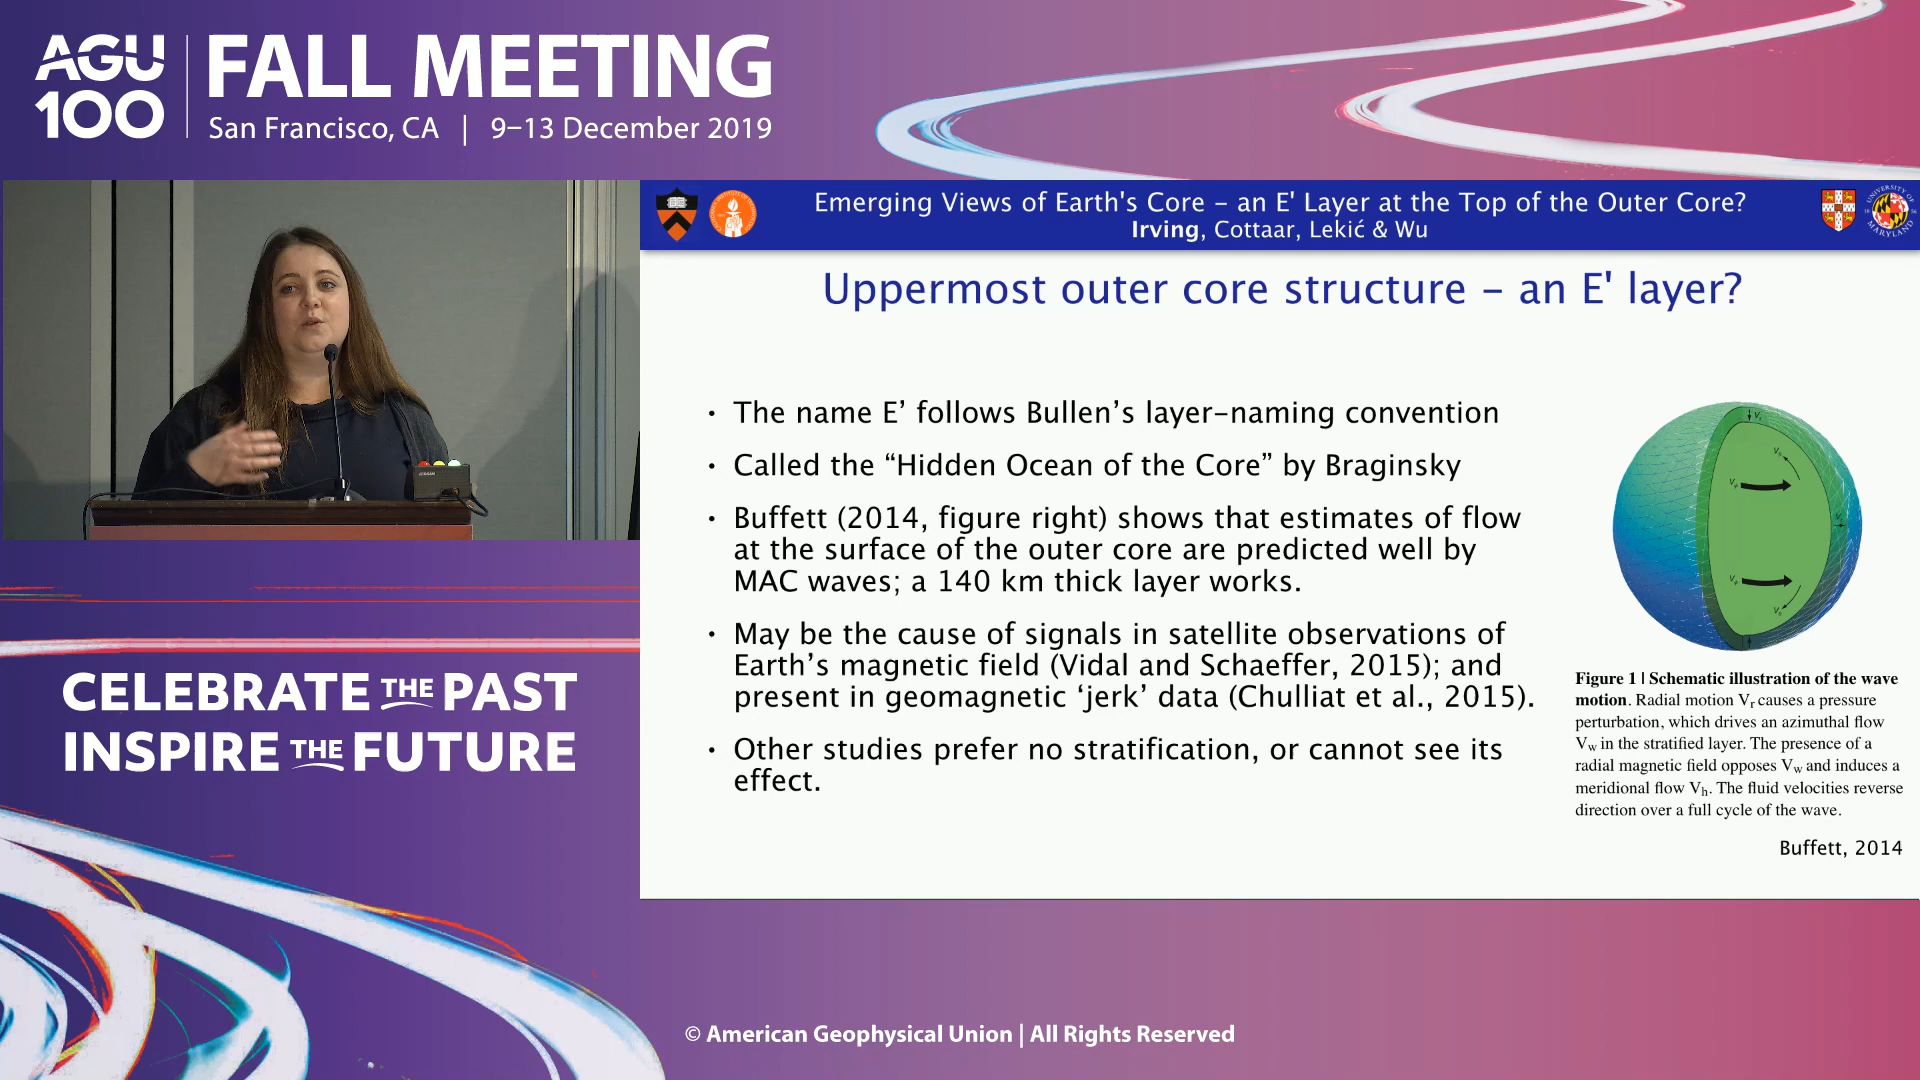 AGU
100
FALL MEETING
San Francisco, CA | 9–13 December 2019
Emerging Views of Earth's Core – an E' Layer at the Top of the Outer Core?
Irving, Cottaar, Lekić & Wu
Uppermost outer core structure – an E' layer?
• The name E’ follows Bullen’s layer–naming convention
• Called the “Hidden Ocean of the Core” by Braginsky
• Buffett (2014, figure right) shows that estimates of flow
at the surface of the outer core are predicted well by
MAC waves; a 140 km thick layer works.
• May be the cause of signals in satellite observations of
Earth’s magnetic field (Vidal and Schaeffer, 2015); and
present in geomagnetic ‘jerk’ data (Chulliat et al., 2015).
• Other studies prefer no stratification, or cannot see its
effect.
Figure 1 | Schematic illustration of the wave
motion. Radial motion Vr causes a pressure
perturbation, which drives an azimuthal flow
Vw in the stratified layer. The presence of a
radial magnetic field opposes Vw and induces a
meridional flow Vh. The fluid velocities reverse
direction over a full cycle of the wave.
Buffett, 2014
CELEBRATE THE PAST
INSPIRE THE FUTURE
© American Geophysical Union | All Rights Reserved